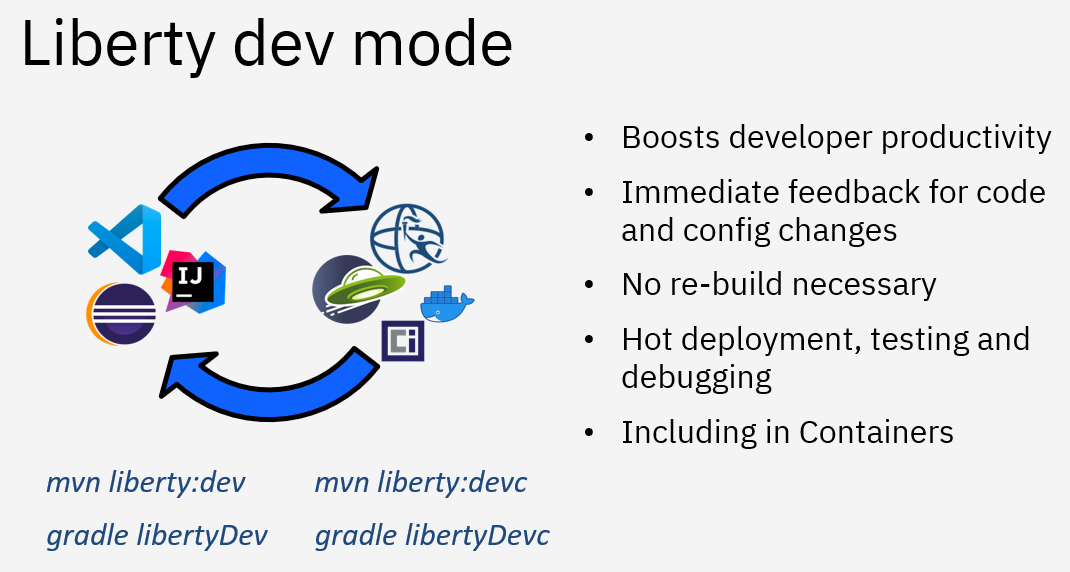 Liberty dev mode
• Boosts developer productivity
• Immediate feedback for code
and config changes
• No re-build necessary
• Hot deployment, testing and
debugging
• Including in Containers
IJ
Ci
mvn liberty:dev
mvn liberty:devc
gradle libertyDev
gradle libertyDevc